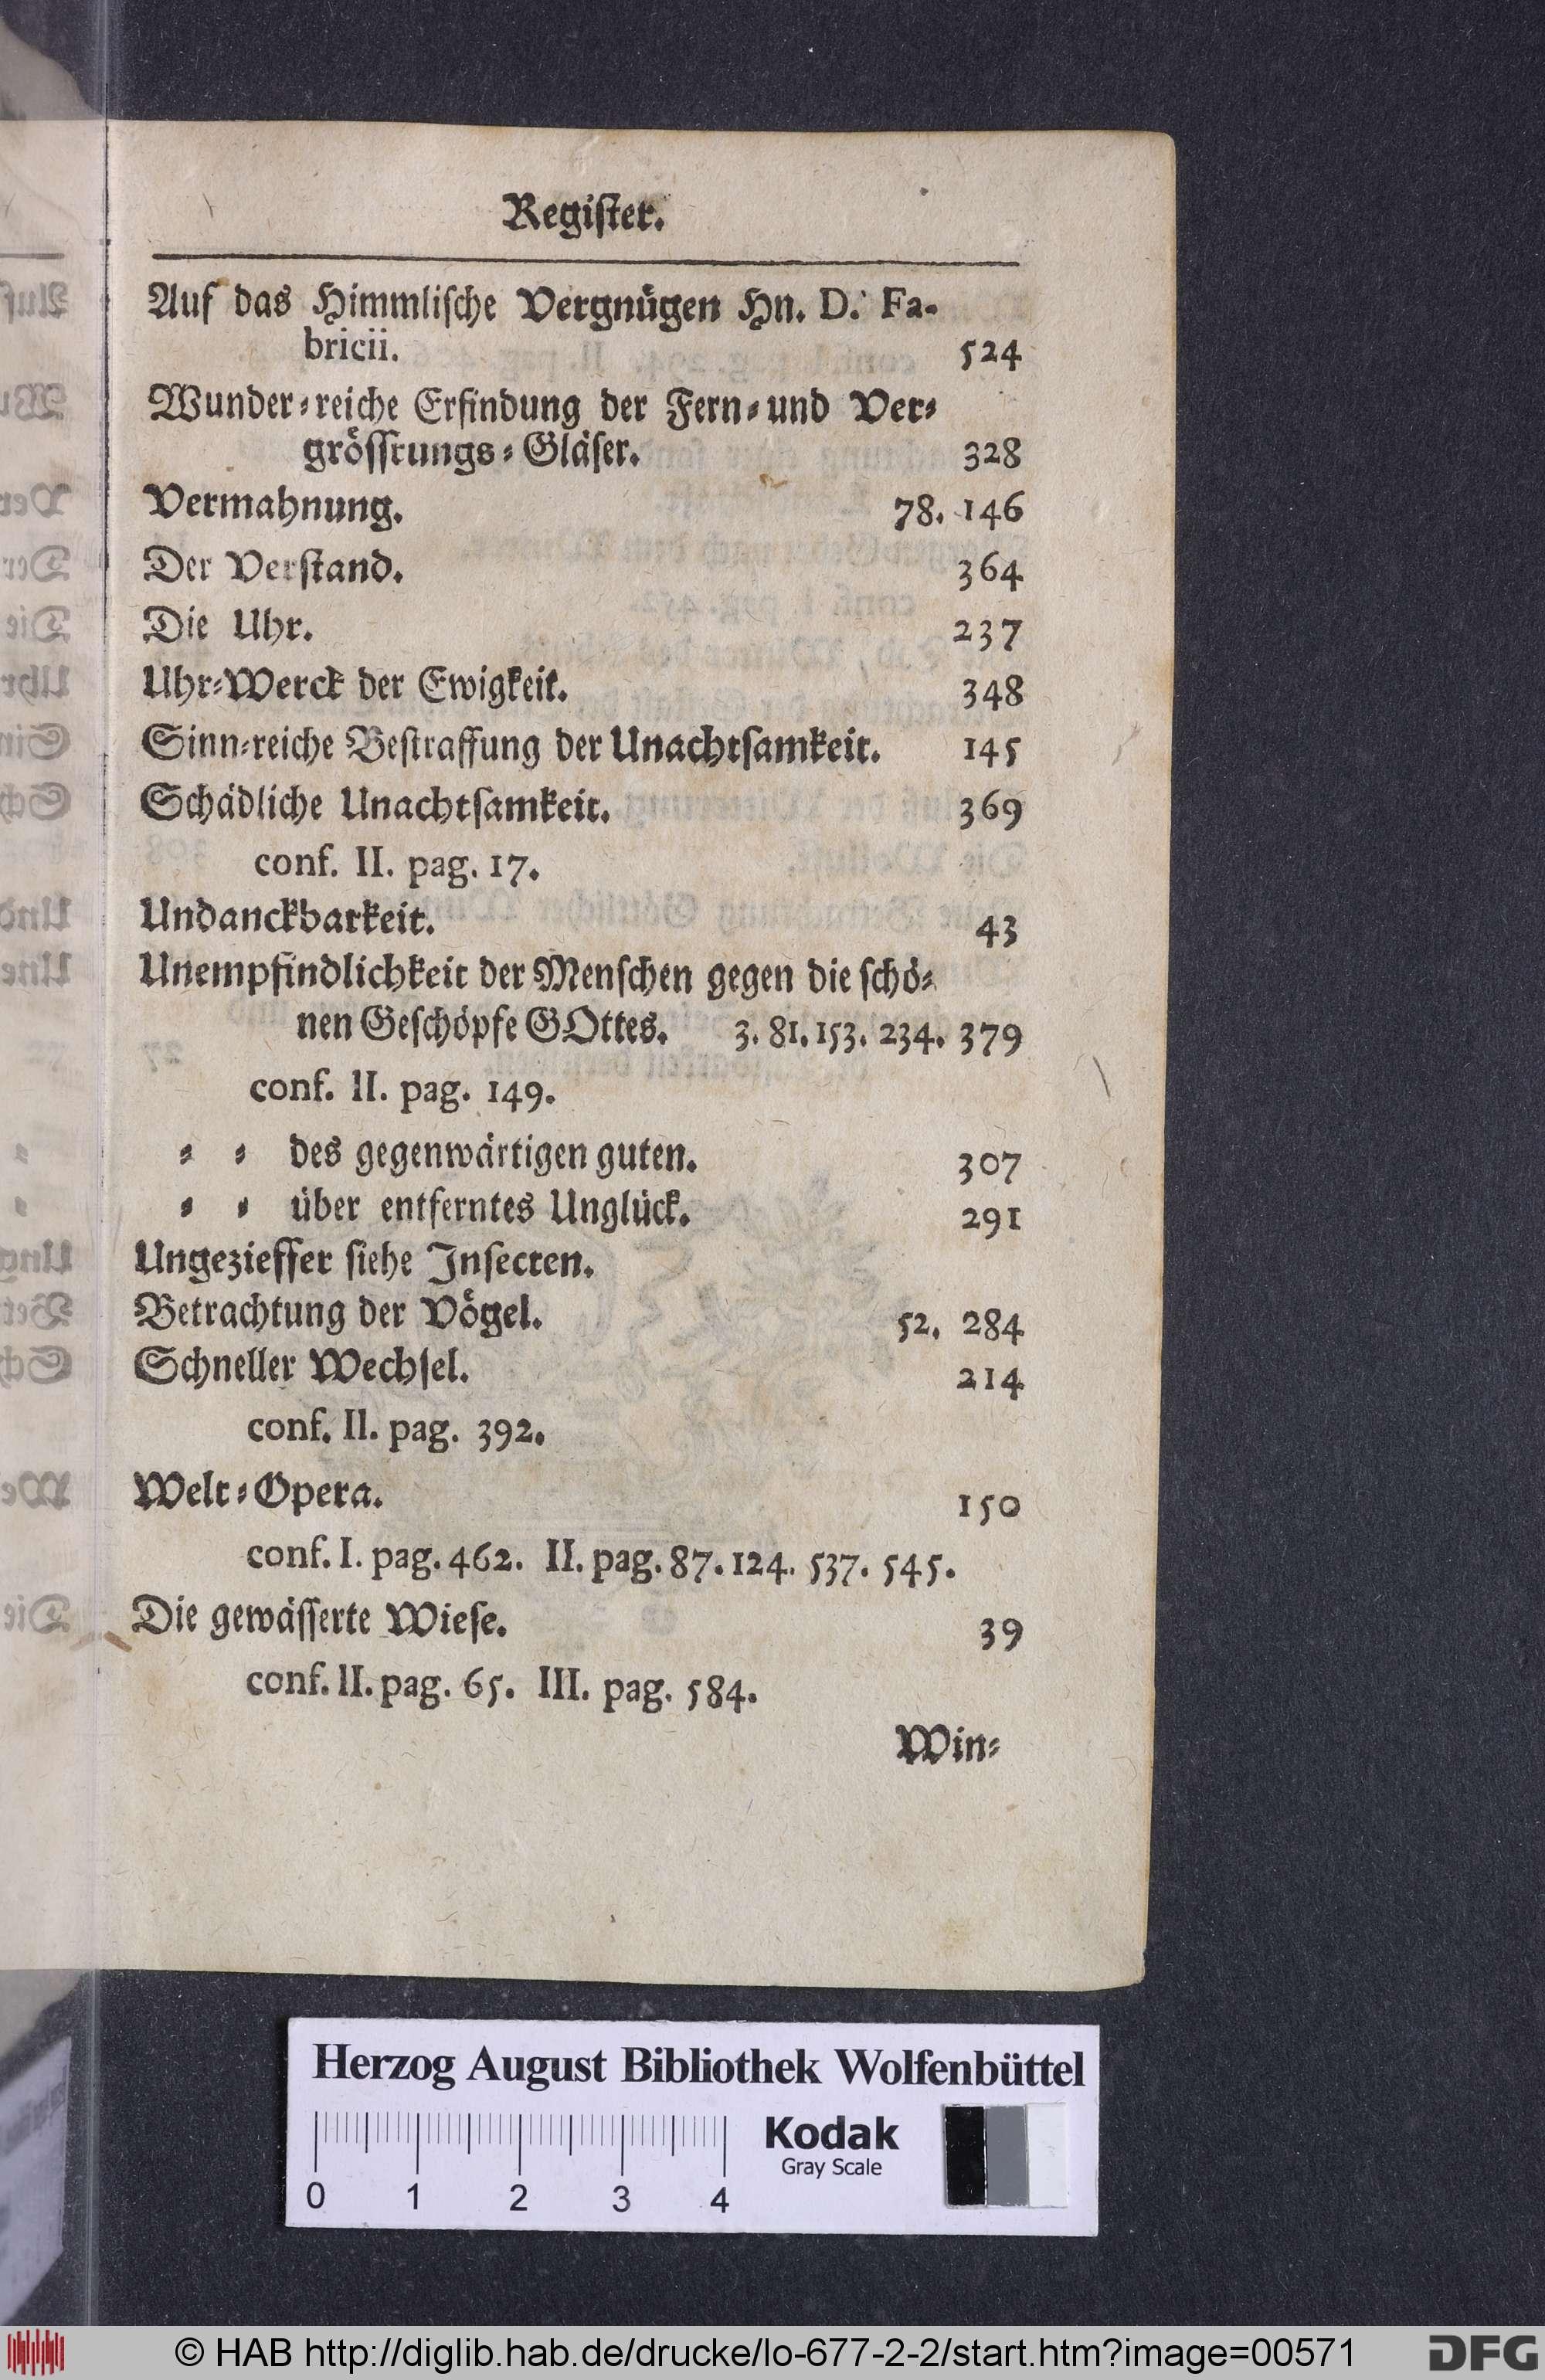 Register.
Auf das Himmlische Vergnügen Hn. D. Fa-
bricii. 524
Wunder-reiche Erfindung der Fern-und Ver-
grössrungs-Gläser. 328
Vermahnung. 78. 146
Der Verstand. 364
Die Uhr. 237
Uhr-Werck der Ewigkeit. 348
Sinn-reiche Bestraffung der Unachtsamkeit. 145
Schädliche Unachtsamkeit. 369
conf. II. pag. 17.
Undanckbarkeit. 43
Unempfindlichkeit der Menschen gegen die schö-
nen Geschöpfe GOttes. 3. 81. 153. 234. 379
conf. II. pag. 149.
- - des gegenwärtigen guten. 307
- - über entferntes Unglück. 291
Ungezieffer siehe Insecten.
Betrachtung der Vögel. 52. 284
Schneller Wechsel. 214
conf. II. pag. 392.
Welt-Opera. 150
conf. I. pag. 462. II. pag. 87. 124. 537. 545.
Die gewässerte Wiese. 39
conf. II. pag. 65. III. pag. 584.
Win-
Herzog August Bibliothek Wolfenbüttel
Kodak
Gray Scale
0 1 2 3 4
© HAB http://diglib.hab.de/drucke/lo-677-2-2/start.htm?image=00571
DFG